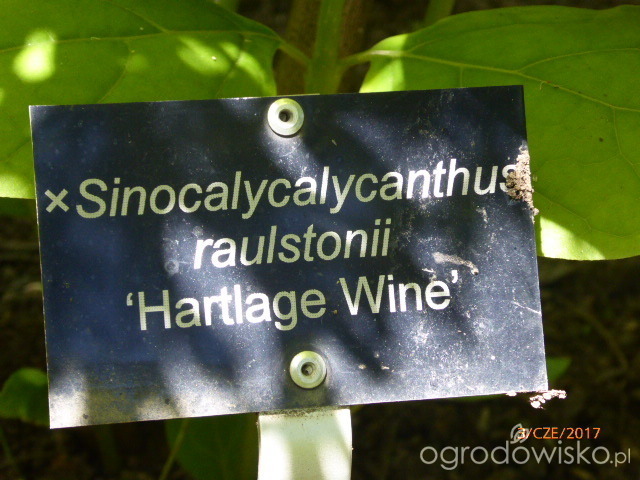 ×Sinocalycalycanthus
raulstonii
‘Hartlage Wine’
/CZE/2017
ogrodowisko.pl